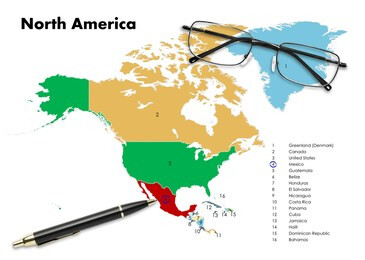 North America
1
2
3
16
12
15
13
14
5
8
10
11
1 Greenland (Denmark)
2 Canada
3 United States
4 Mexico
5 Guatemala
6 Belize
7 Honduras
8 El Salvador
9 Nicaragua
10 Costa Rica
11 Panama
12 Cuba
13 Jamaica
14 Haiti
15 Dominican Republic
16 Bahamas